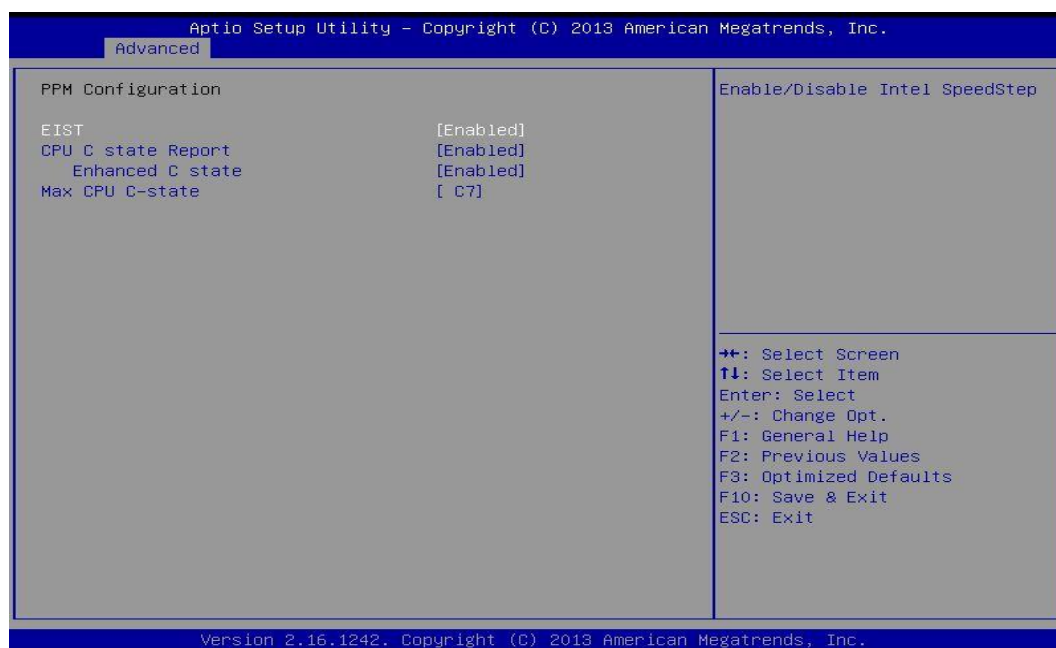 Aptio Setup Utility – Copyright (C) 2013 American Megatrends, Inc.
Advanced
PPM Configuration
EIST [Enabled]
CPU C state Report [Enabled]
Enhanced C state [Enabled]
Max CPU C-state [ C7]
Enable/Disable Intel SpeedStep
→←: Select Screen
↑↓: Select Item
Enter: Select
+/-: Change Opt.
F1: General Help
F2: Previous Values
F3: Optimized Defaults
F10: Save & Exit
ESC: Exit
Version 2.16.1242. Copyright (C) 2013 American Megatrends, Inc.